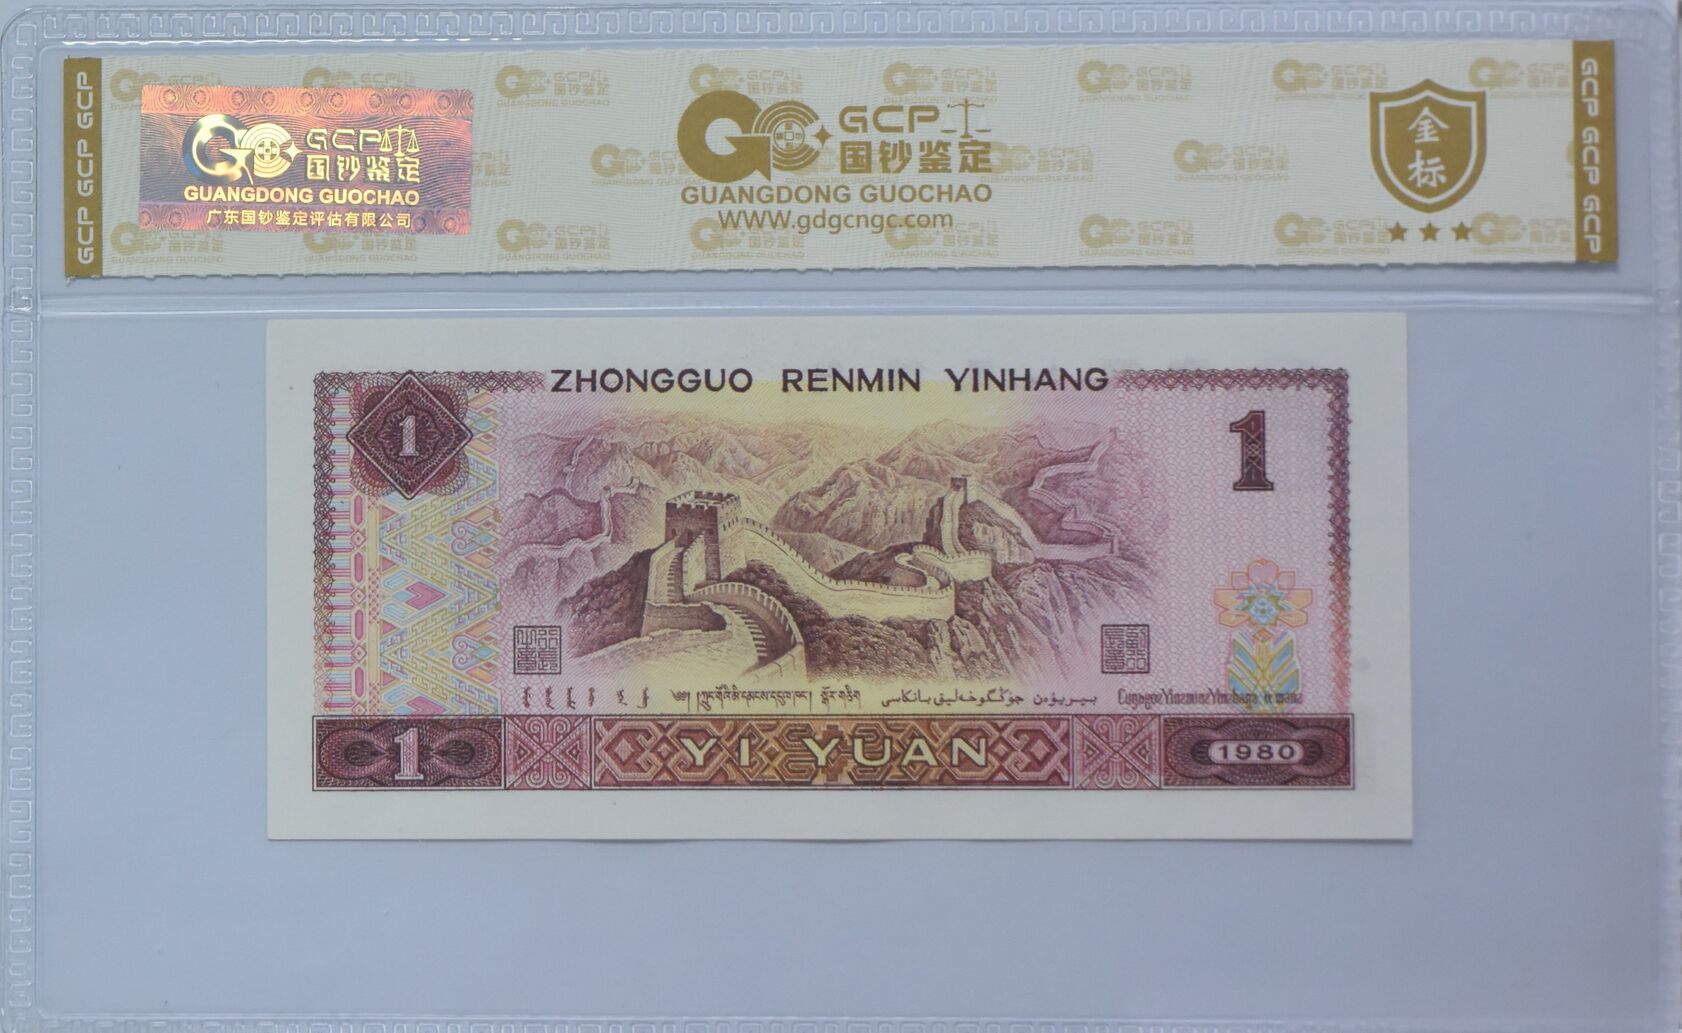 GCP GCP GCP
GCP
国钞鉴定
GUANGDONG GUOCHAO
广东国钞鉴定评估有限公司
GCP
国钞鉴定
GUANGDONG GUOCHAO
WWW.gdgcngc.com
金标
GCP GCP GCP
ZHONGGUO RENMIN YINHANG
1
1
YI YUAN
1
1980